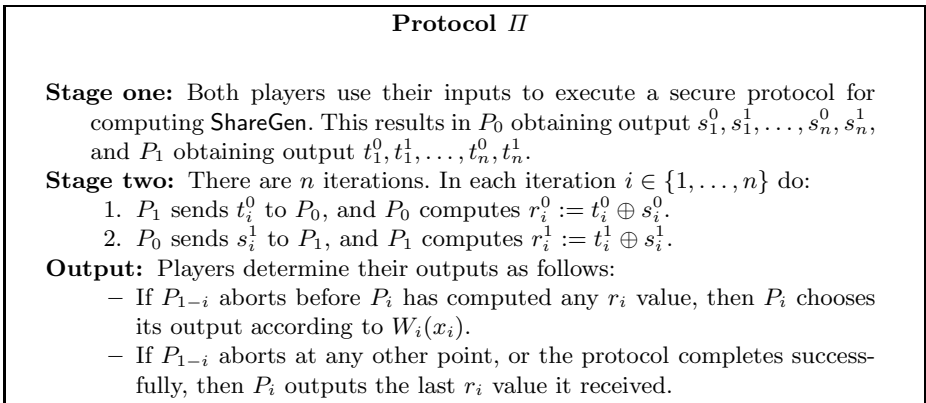 Protocol Π
Stage one: Both players use their inputs to execute a secure protocol for
computing ShareGen. This results in P₀ obtaining output s₁⁰, s₁¹, . . . , sₙ⁰, sₙ¹,
and P₁ obtaining output t₁⁰, t₁¹, . . . , tₙ⁰, tₙ¹.
Stage two: There are n iterations. In each iteration i ∈ {1, . . . , n} do:
1. P₁ sends tᵢ⁰ to P₀, and P₀ computes rᵢ⁰ := tᵢ⁰ ⊕ sᵢ⁰.
2. P₀ sends sᵢ¹ to P₁, and P₁ computes rᵢ¹ := tᵢ¹ ⊕ sᵢ¹.
Output: Players determine their outputs as follows:
– If P₁₋ᵢ aborts before Pᵢ has computed any rᵢ value, then Pᵢ chooses
its output according to Wᵢ(xᵢ).
– If P₁₋ᵢ aborts at any other point, or the protocol completes success-
fully, then Pᵢ outputs the last rᵢ value it received.